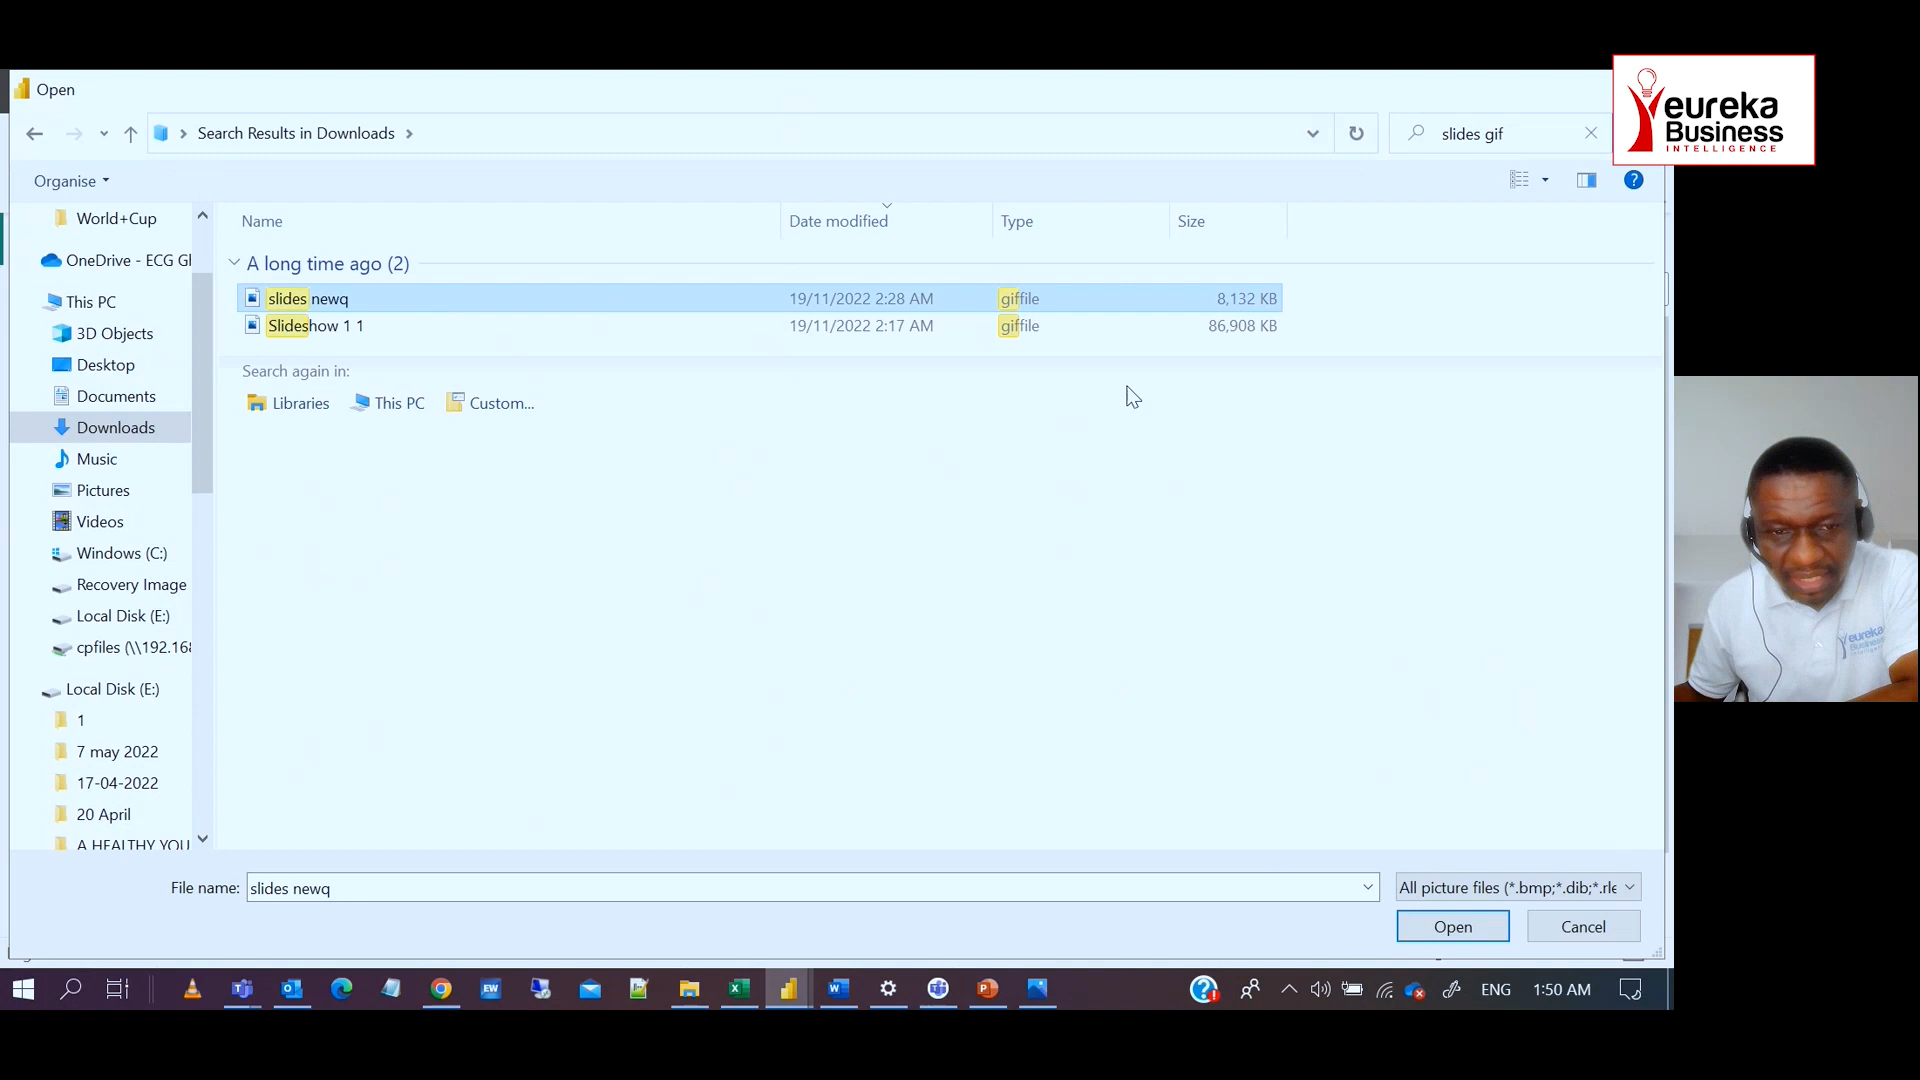 Open
Search Results in Downloads
slides gif
eureka
Business
INTELLIGENCE
Organise
World+Cup
OneDrive - ECG Gl
This PC
3D Objects
Desktop
Documents
Downloads
Music
Pictures
Videos
Windows (C:)
Recovery Image
Local Disk (E:)
cpfiles (\\192.168
Local Disk (E:)
1
7 may 2022
17-04-2022
20 April
A HEALTHY YOU
Name Date modified Type Size
A long time ago (2)
slides newq 19/11/2022 2:28 AM giffile 8,132 KB
Slideshow 1 1 19/11/2022 2:17 AM giffile 86,908 KB
Search again in:
Libraries This PC Custom...
eureka
Business
File name: slides newq All picture files (*.bmp;*.dib;*.rle
Open Cancel
EW
ENG 1:50 AM